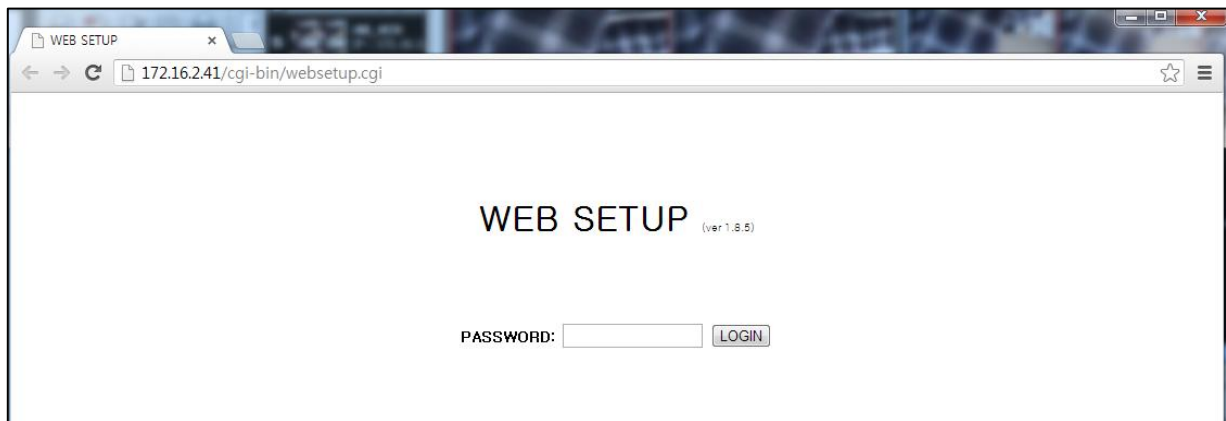 WEB SETUP
172.16.2.41/cgi-bin/websetup.cgi
WEB SETUP (ver 1.8.5)
PASSWORD: LOGIN